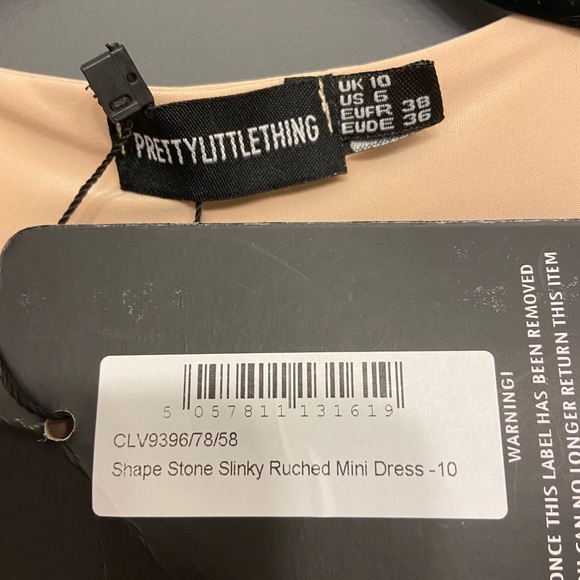 PRETTYLITTLETHING
UK 10
US 6
EUFR 38
EUDE 36
5 057811 131619
CLV9396/78/58
Shape Stone Slinky Ruched Mini Dress -10
WARNING!
ONCE THIS LABEL HAS BEEN REMOVED
CAN NO LONGER RETURN THIS ITEM